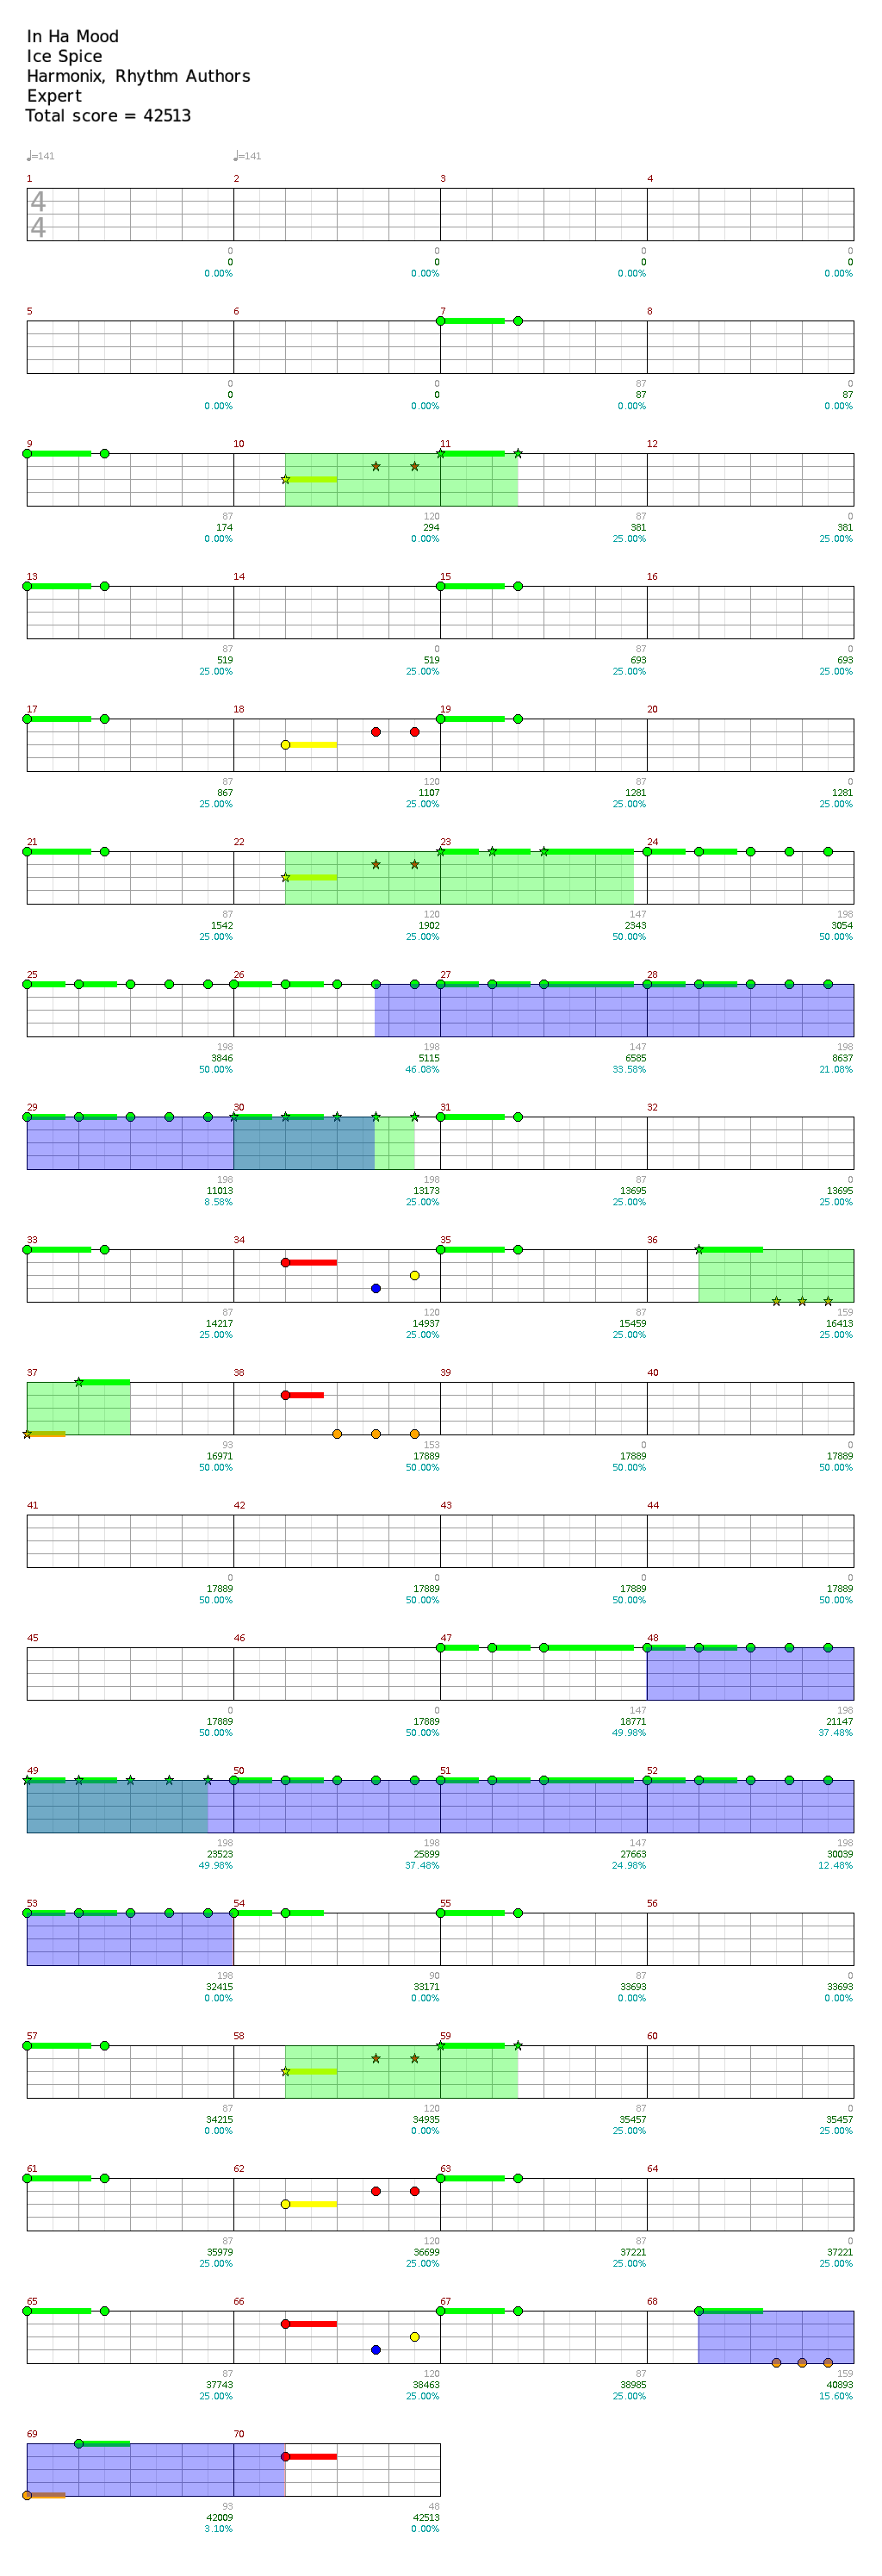 In Ha Mood
Ice Spice
Harmonix, Rhythm Authors
Expert
Total score = 42513
♩=141 ♩=141
1 2 3 4
4
4
0 0 0 0
0 0 0 0
0.00% 0.00% 0.00% 0.00%
5 6 7 8
0 0 87 0
0 0 87 87
0.00% 0.00% 0.00% 0.00%
9 10 11 12
87 120 87 0
174 294 381 381
0.00% 0.00% 25.00% 25.00%
13 14 15 16
87 0 87 0
519 519 693 693
25.00% 25.00% 25.00% 25.00%
17 18 19 20
87 120 87 0
867 1107 1281 1281
25.00% 25.00% 25.00% 25.00%
21 22 23 24
87 120 147 198
1542 1902 2343 3054
25.00% 25.00% 50.00% 50.00%
25 26 27 28
198 198 147 198
3846 5115 6585 8637
50.00% 46.08% 33.58% 21.08%
29 30 31 32
198 198 87 0
11013 13173 13695 13695
8.58% 25.00% 25.00% 25.00%
33 34 35 36
87 120 87 159
14217 14937 15459 16413
25.00% 25.00% 25.00% 25.00%
37 38 39 40
93 153 0 0
16971 17889 17889 17889
50.00% 50.00% 50.00% 50.00%
41 42 43 44
0 0 0 0
17889 17889 17889 17889
50.00% 50.00% 50.00% 50.00%
45 46 47 48
0 0 147 198
17889 17889 18771 21147
50.00% 50.00% 49.98% 37.48%
49 50 51 52
198 198 147 198
23523 25899 27663 30039
49.98% 37.48% 24.98% 12.48%
53 54 55 56
198 90 87 0
32415 33171 33693 33693
0.00% 0.00% 0.00% 0.00%
57 58 59 60
87 120 87 0
34215 34935 35457 35457
0.00% 0.00% 25.00% 25.00%
61 62 63 64
87 120 87 0
35979 36699 37221 37221
25.00% 25.00% 25.00% 25.00%
65 66 67 68
87 120 87 159
37743 38463 38985 40893
25.00% 25.00% 25.00% 15.60%
69 70
93 48
42009 42513
3.10% 0.00%